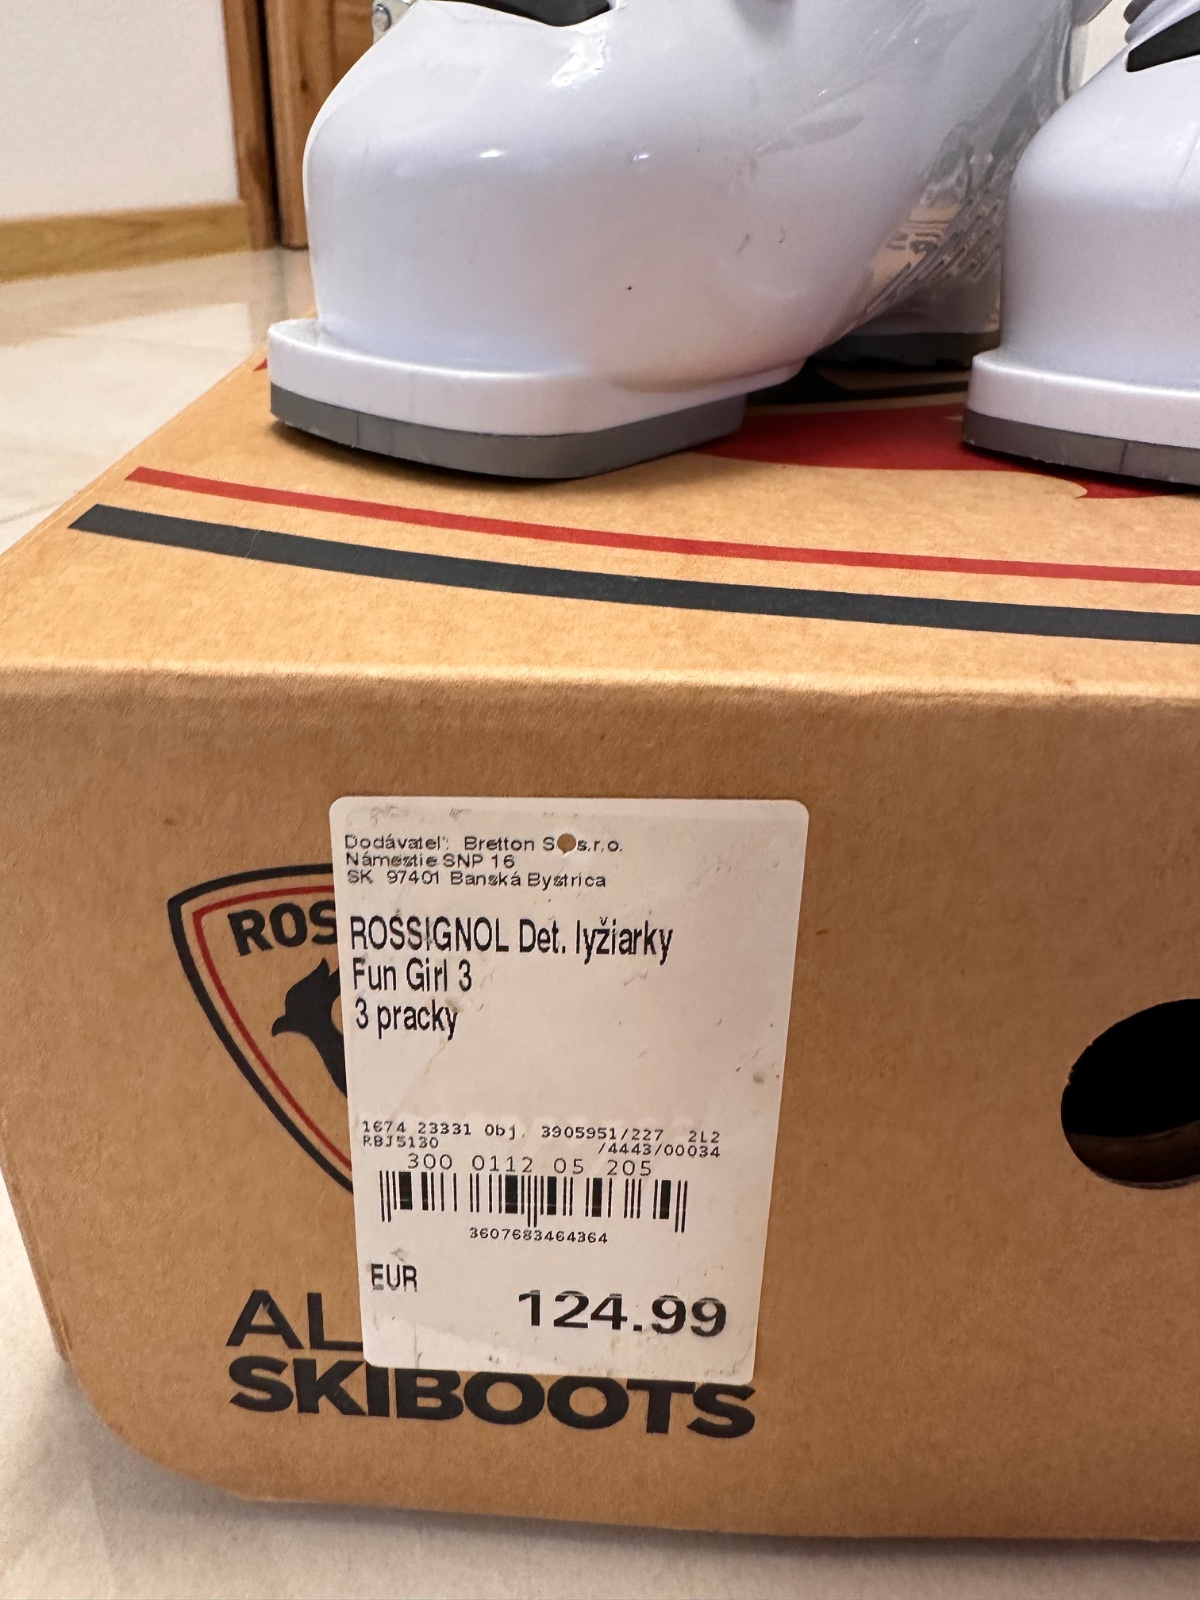 Dodávateľ: Bretton S s.r.o.
Námestie SNP 16
SK 97401 Banská Bystrica
ROS
ROSSIGNOL Det. lyžiarky
Fun Girl 3
3 pracky
1674 23331 Obj. 3905951/227 2L2
RBJ5130 /4443/00034
300 0112 05 205
3607683464364
EUR
124.99
AL
SKIBOOTS